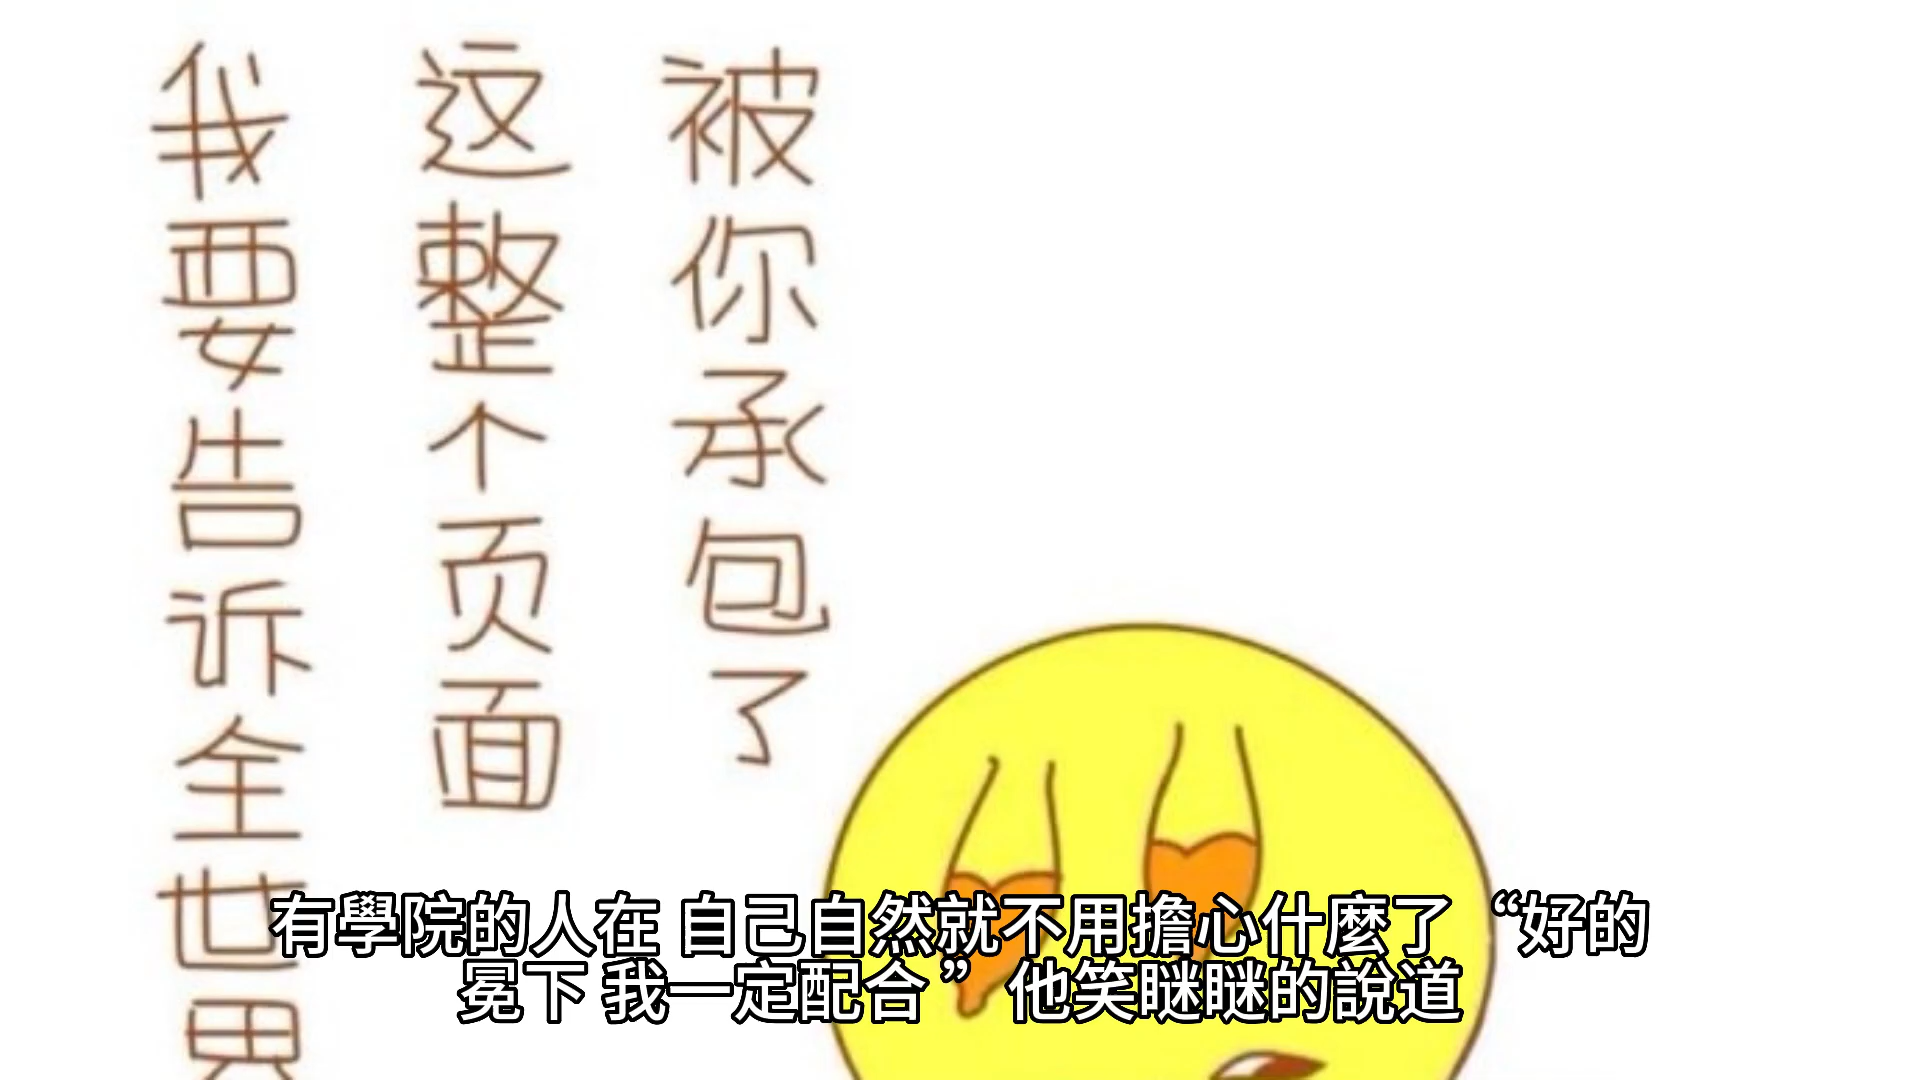 我要告诉全世界
这整个页面
被你承包了
有學院的人在 自己自然就不用擔心什麼了 “好的
冕下 我一定配合 ” 他笑瞇瞇的說道